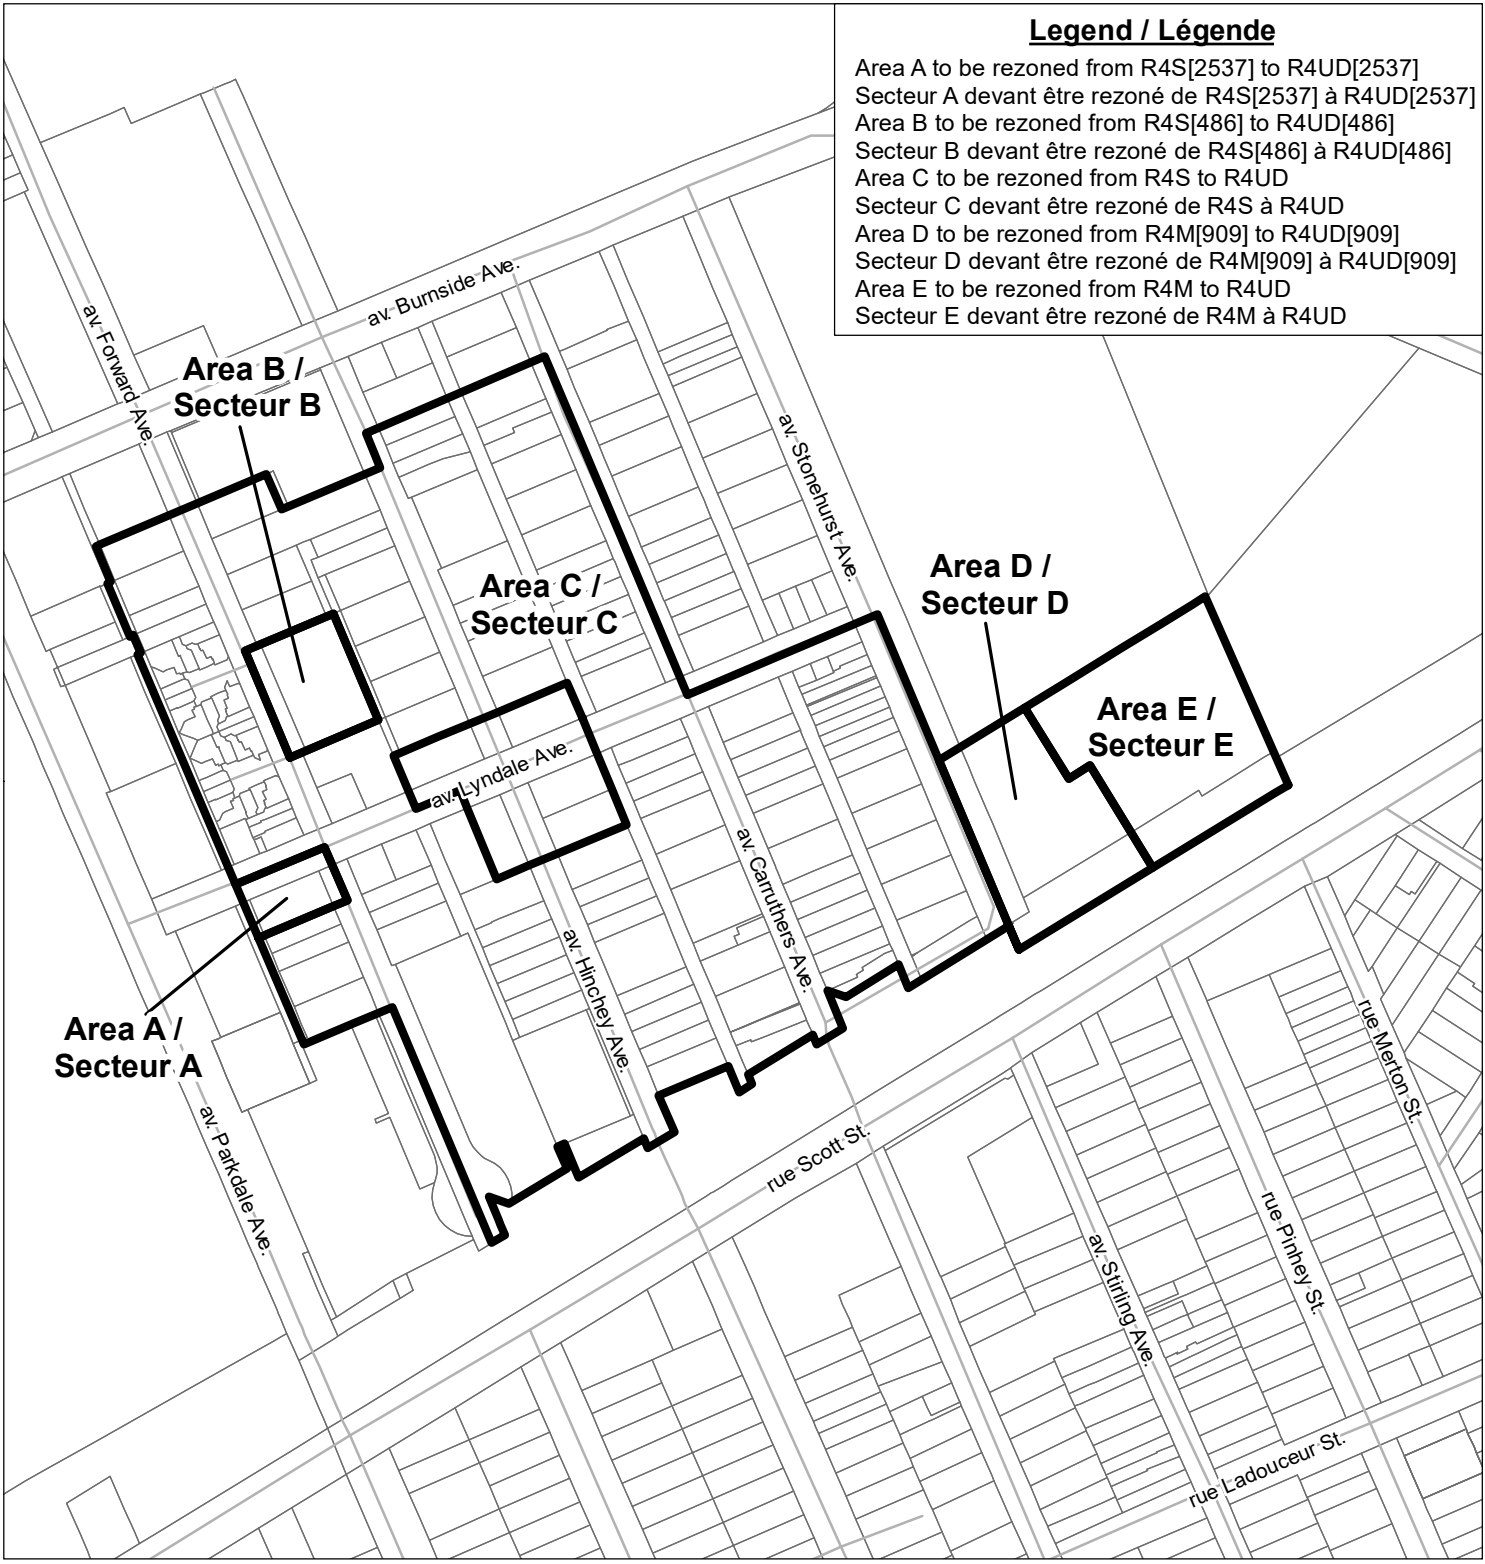 Legend / Légende
Area A to be rezoned from R4S[2537] to R4UD[2537]
Secteur A devant être rezoné de R4S[2537] à R4UD[2537]
Area B to be rezoned from R4S[486] to R4UD[486]
Secteur B devant être rezoné de R4S[486] à R4UD[486]
Area C to be rezoned from R4S to R4UD
Secteur C devant être rezoné de R4S à R4UD
Area D to be rezoned from R4M[909] to R4UD[909]
Secteur D devant être rezoné de R4M[909] à R4UD[909]
Area E to be rezoned from R4M to R4UD
Secteur E devant être rezoné de R4M à R4UD
av. Burnside Ave.
av. Forward Ave.
Area B /
Secteur B
av. Stonehurst Ave.
Area C /
Secteur C
Area D /
Secteur D
Area E /
Secteur E
av. Lyndale Ave.
av. Carruthers Ave.
av. Hinchey Ave.
Area A /
Secteur A
rue Merton St.
av. Parkdale Ave.
rue Scott St.
rue Pinhey St.
av. Stirling Ave.
rue Ladouceur St.